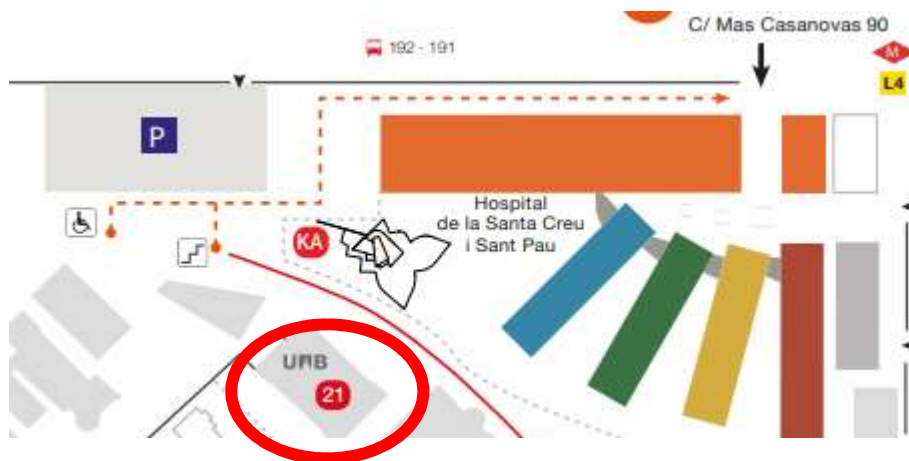 C/ Mas Casanovas 90
192 - 191
M
L4
P
Hospital
de la Santa Creu
i Sant Pau
KA
UAB
21